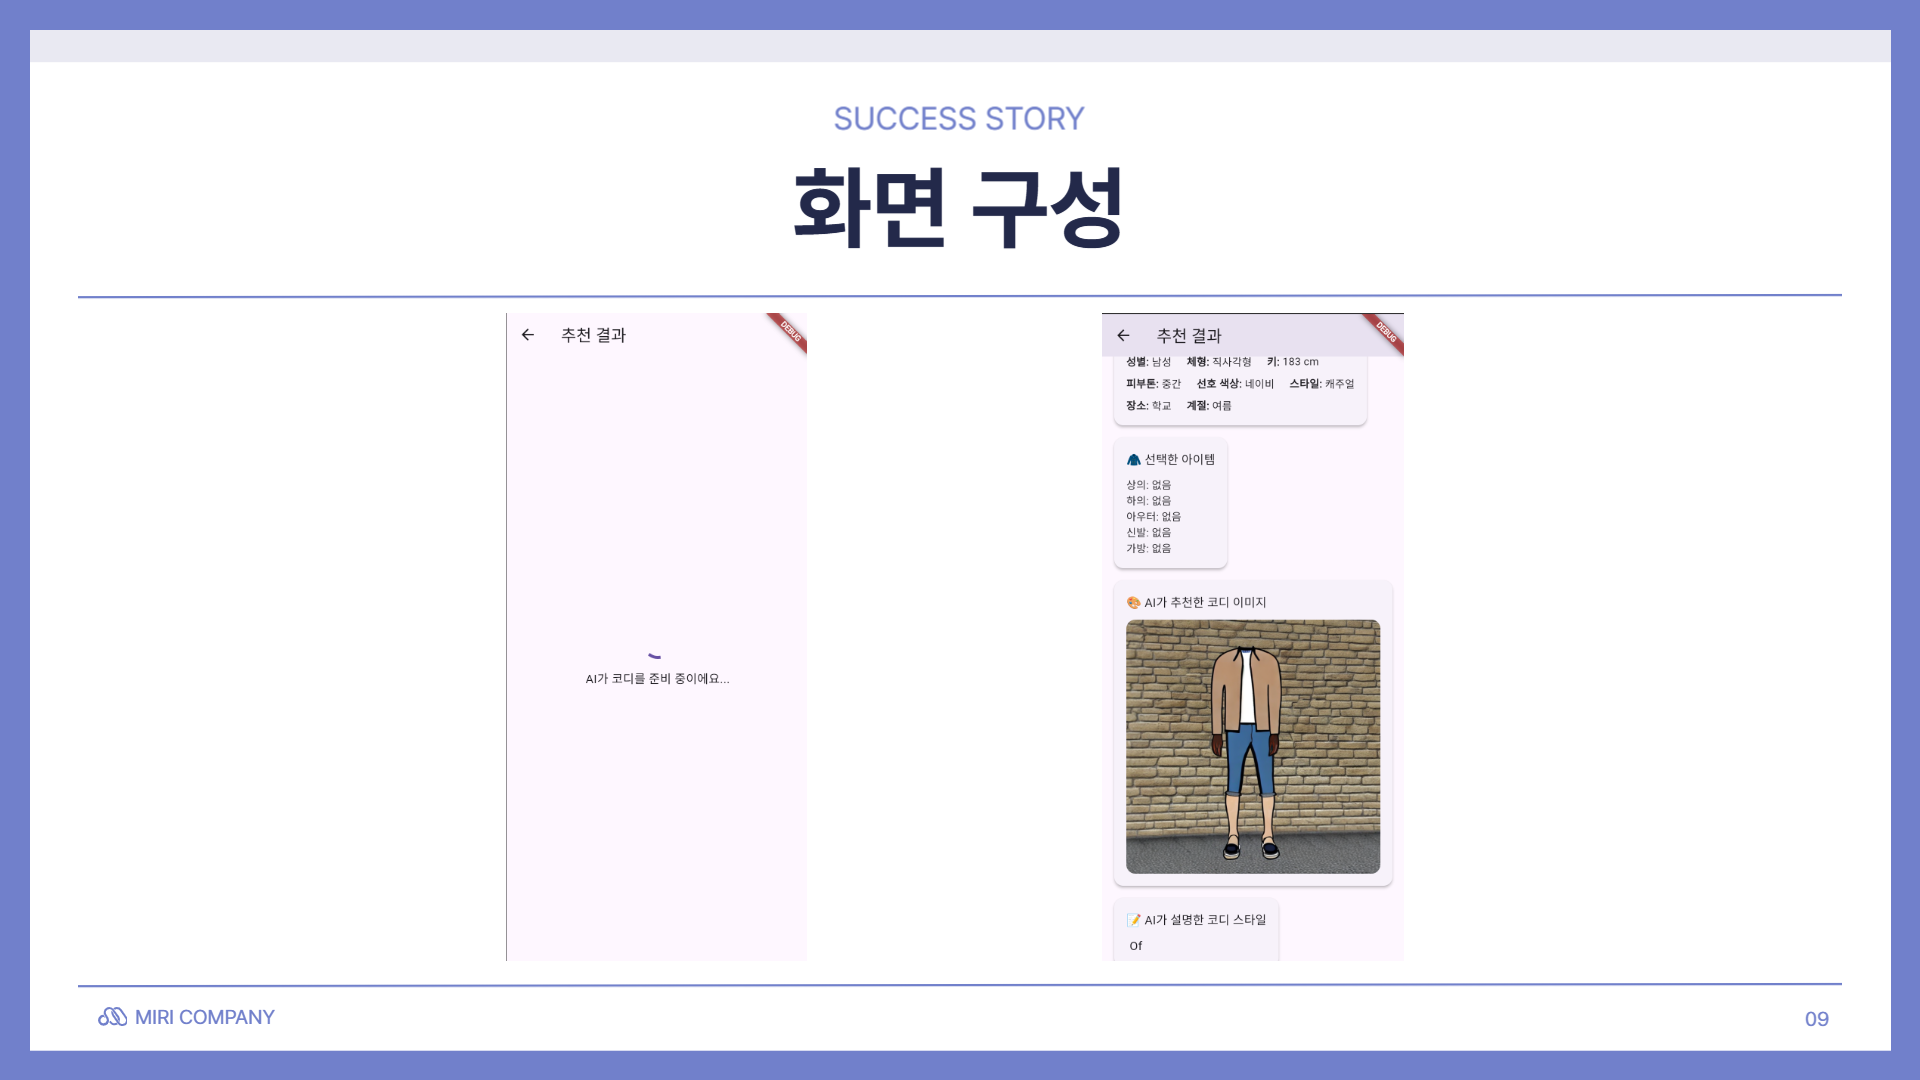 SUCCESS STORY
화면 구성
추천 결과
DEBUG
AI가 코디를 준비 중이에요...
추천 결과
DEBUG
성별: 남성 체형: 직사각형 키: 183 cm
피부톤: 중간 선호 색상: 네이비 스타일: 캐주얼
장소: 학교 계절: 여름
선택한 아이템
상의: 없음
하의: 없음
아우터: 없음
신발: 없음
가방: 없음
AI가 추천한 코디 이미지
AI가 설명한 코디 스타일
Of
MIRI COMPANY
09